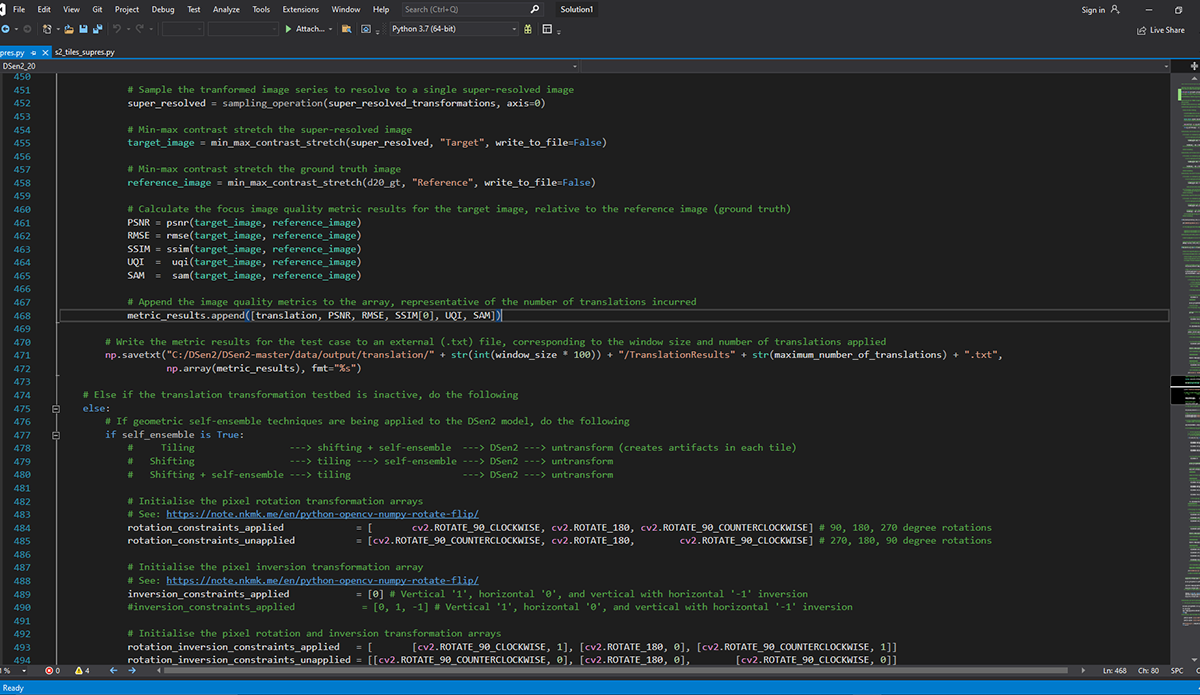 File Edit View Git Project Debug Test Analyze Tools Extensions Window Help Search (Ctrl+Q) Solution1 Sign in
Attach... Python 3.7 (64-bit) Live Share
pres.py s2_tiles_supres.py
DSen2_20
450
451 # Sample the tranformed image series to resolve to a single super-resolved image
452 super_resolved = sampling_operation(super_resolved_transformations, axis=0)
453
454 # Min-max contrast stretch the super-resolved image
455 target_image = min_max_contrast_stretch(super_resolved, "Target", write_to_file=False)
456
457 # Min-max contrast stretch the ground truth image
458 reference_image = min_max_contrast_stretch(d20_gt, "Reference", write_to_file=False)
459
460 # Calculate the focus image quality metric results for the target image, relative to the reference image (ground truth)
461 PSNR = psnr(target_image, reference_image)
462 RMSE = rmse(target_image, reference_image)
463 SSIM = ssim(target_image, reference_image)
464 UQI = uqi(target_image, reference_image)
465 SAM = sam(target_image, reference_image)
466
467 # Append the image quality metrics to the array, representative of the number of translations incurred
468 metric_results.append([translation, PSNR, RMSE, SSIM[0], UQI, SAM])
469
470 # Write the metric results for the test case to an external (.txt) file, corresponding to the window size and number of translations applied
471 np.savetxt("C:/DSen2/DSen2-master/data/output/translation/" + str(int(window_size * 100)) + "/TranslationResults" + str(maximum_number_of_translations) + ".txt",
472 np.array(metric_results), fmt="%s")
473
474 # Else if the translation transformation testbed is inactive, do the following
475 else:
476 # If geometric self-ensemble techniques are being applied to the DSen2 model, do the following
477 if self_ensemble is True:
478 # Tiling ---> shifting + self-ensemble ---> DSen2 ---> untransform (creates artifacts in each tile)
479 # Shifting ---> tiling ---> self-ensemble ---> DSen2 ---> untransform
480 # Shifting + self-ensemble ---> tiling ---> DSen2 ---> untransform
481
482 # Initialise the pixel rotation transformation arrays
483 # See: https://note.nkmk.me/en/python-opencv-numpy-rotate-flip/
484 rotation_constraints_applied = [ cv2.ROTATE_90_CLOCKWISE, cv2.ROTATE_180, cv2.ROTATE_90_COUNTERCLOCKWISE] # 90, 180, 270 degree rotations
485 rotation_constraints_unapplied = [cv2.ROTATE_90_COUNTERCLOCKWISE, cv2.ROTATE_180, cv2.ROTATE_90_CLOCKWISE] # 270, 180, 90 degree rotations
486
487 # Initialise the pixel inversion transformation array
488 # See: https://note.nkmk.me/en/python-opencv-numpy-rotate-flip/
489 inversion_constraints_applied = [0] # Vertical '1', horizontal '0', and vertical with horizontal '-1' inversion
490 #inversion_constraints_applied = [0, 1, -1] # Vertical '1', horizontal '0', and vertical with horizontal '-1' inversion
491
492 # Initialise the pixel rotation and inversion transformation arrays
493 rotation_inversion_constraints_applied = [ [cv2.ROTATE_90_CLOCKWISE, 1], [cv2.ROTATE_180, 0], [cv2.ROTATE_90_COUNTERCLOCKWISE, 1]]
494 rotation_inversion_constraints_unapplied = [[cv2.ROTATE_90_COUNTERCLOCKWISE, 0], [cv2.ROTATE_180, 0], [cv2.ROTATE_90_CLOCKWISE, 0]]
% 0 4 Ln: 468 Ch: 80 SPC
Ready